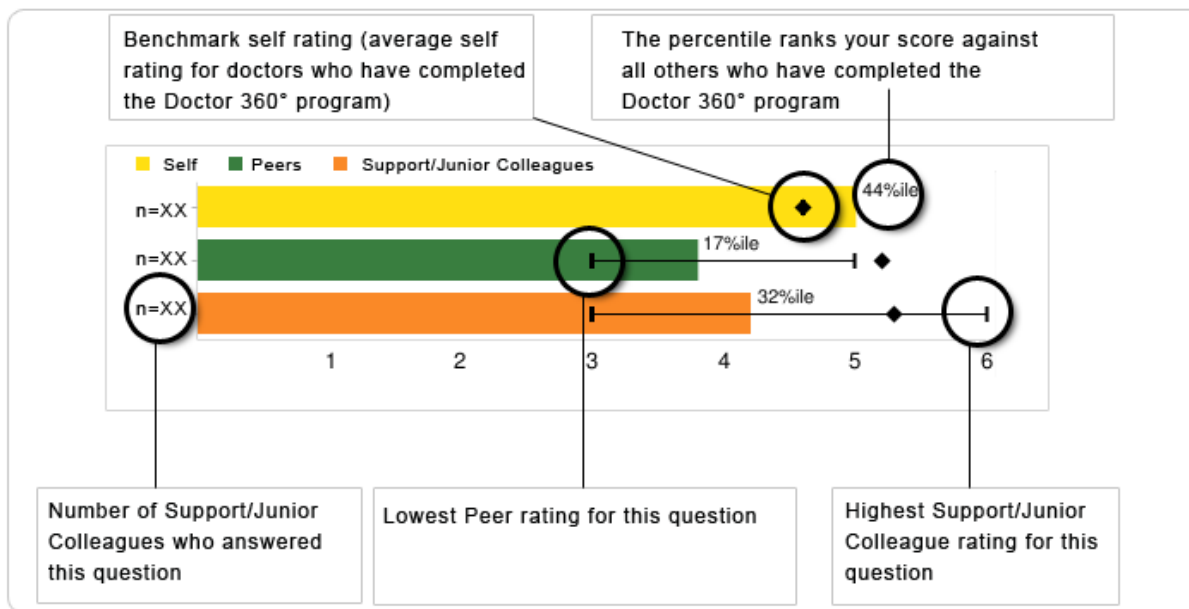 Benchmark self rating (average self
rating for doctors who have completed
the Doctor 360° program)
The percentile ranks your score against
all others who have completed the
Doctor 360° program
Self Peers Support/Junior Colleagues
n=XX 44%ile
n=XX 17%ile
n=XX 32%ile
1 2 3 4 5 6
Number of Support/Junior
Colleagues who answered
this question
Lowest Peer rating for this question
Highest Support/Junior
Colleague rating for this
question